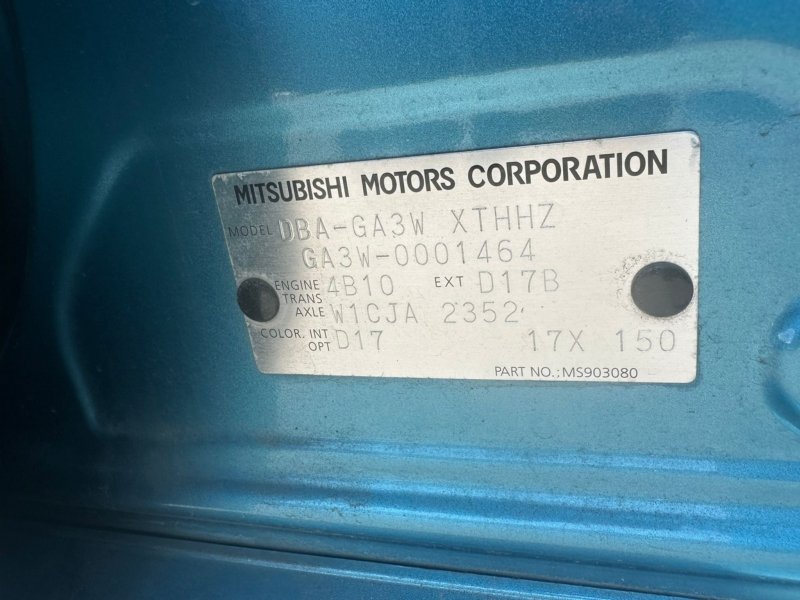 MITSUBISHI MOTORS CORPORATION
MODEL DBA-GA3W XTHHZ
GA3W-0001464
ENGINE 4B10 EXT D17B
TRANS
AXLE W1CJA 2352
COLOR. INT D17 17X 150
OPT
PART NO.; MS903080